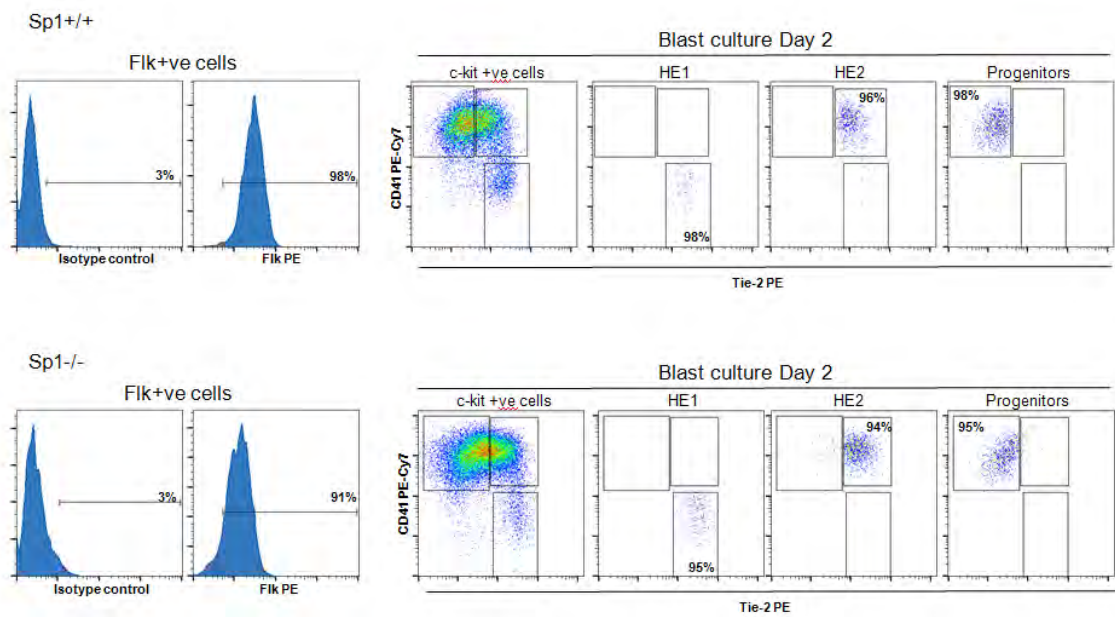 Sp1+/+
Flk+ve cells
3%
Isotype control
98%
Flk PE
Blast culture Day 2
c-kit +ve cells
HE1
HE2
Progenitors
CD41 PE-Cy7
98%
96%
98%
Tie-2 PE
Sp1-/-
Flk+ve cells
3%
Isotype control
91%
Flk PE
Blast culture Day 2
c-kit +ve cells
HE1
HE2
Progenitors
CD41 PE-Cy7
95%
94%
95%
Tie-2 PE